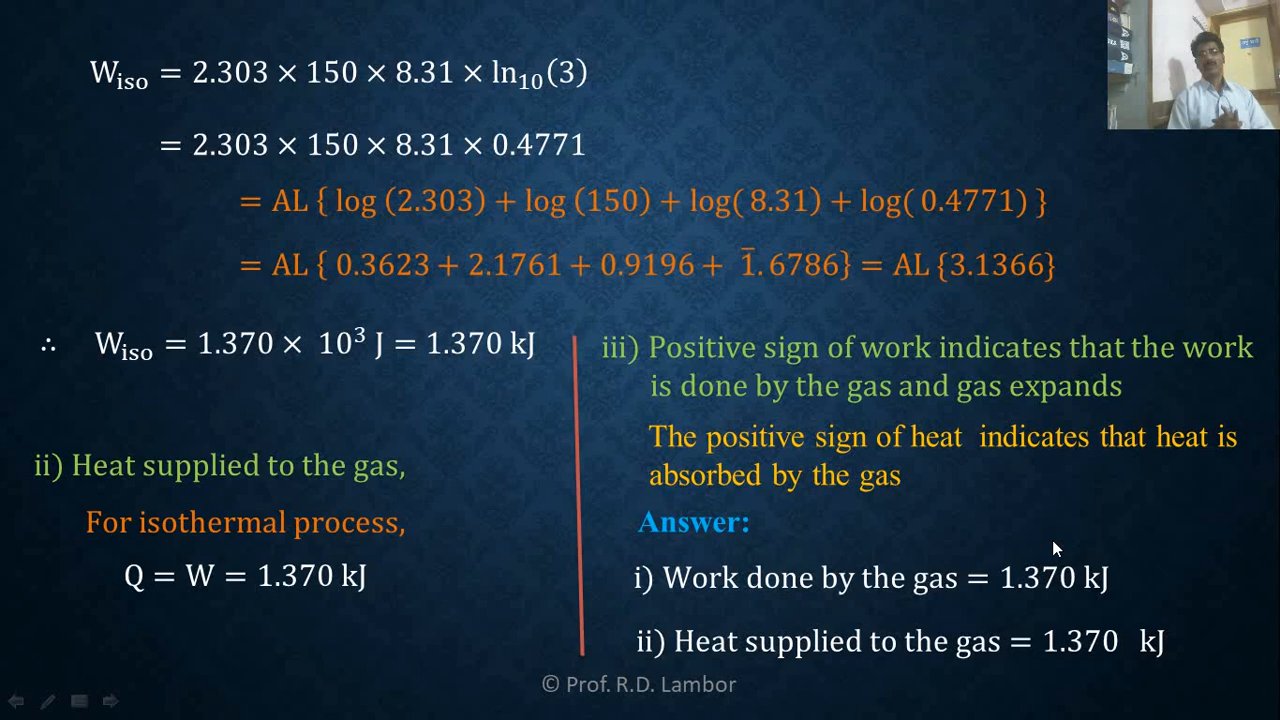 W_iso = 2.303 × 150 × 8.31 × ln₁₀(3)
= 2.303 × 150 × 8.31 × 0.4771
= AL { log (2.303) + log (150) + log( 8.31) + log( 0.4771) }
= AL { 0.3623 + 2.1761 + 0.9196 + 1̄.6786} = AL {3.1366}
∴ W_iso = 1.370 × 10³ J = 1.370 kJ
ii) Heat supplied to the gas,
For isothermal process,
Q = W = 1.370 kJ
iii) Positive sign of work indicates that the work
is done by the gas and gas expands
The positive sign of heat indicates that heat is
absorbed by the gas
Answer:
i) Work done by the gas = 1.370 kJ
ii) Heat supplied to the gas = 1.370 kJ
© Prof. R.D. Lambor